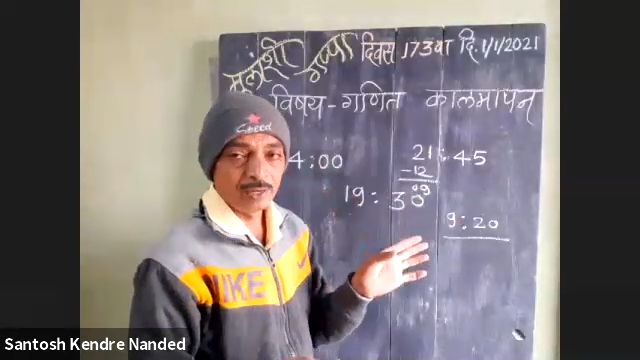 मुलांशी गप्पा दिवस 173वा दि. 1/1/2021
विषय - गणित कालमापन
4:00
21:45
-12
09
19:30
9:20
Speed
NIKE
Santosh Kendre Nanded